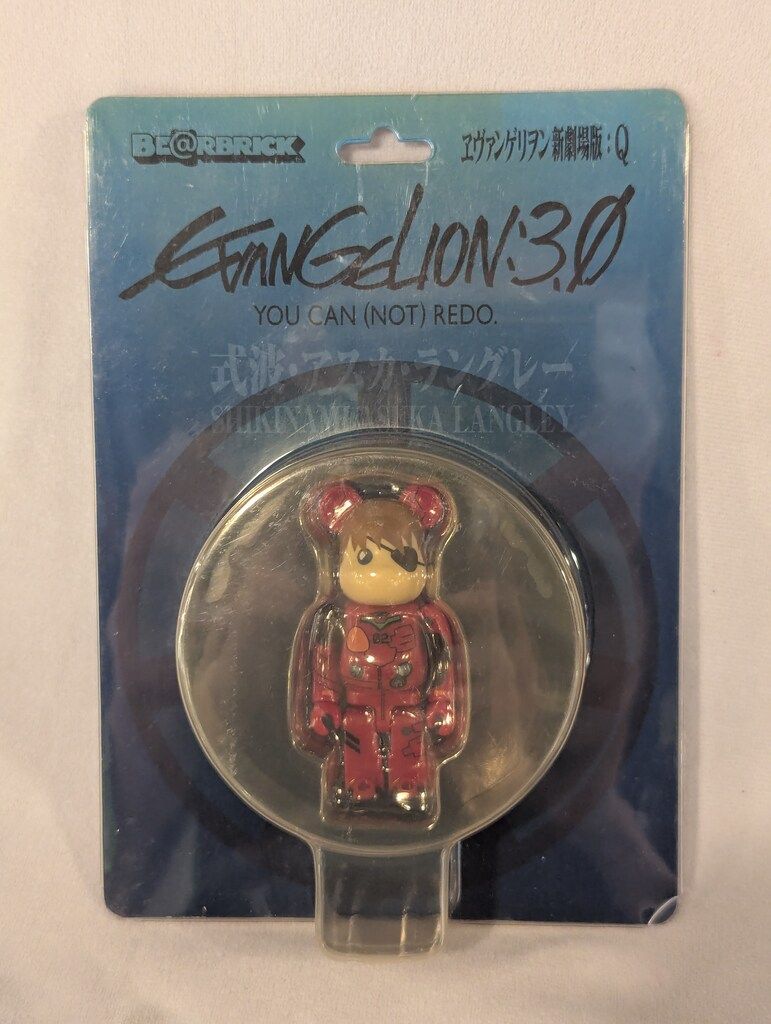 BE@RBRICK
ヱヴァンゲリヲン新劇場版:Q
EVANGELION:3.0
YOU CAN (NOT) REDO.
式波・アスカ・ラングレー
SHIKINAMI ASUKA LANGLEY
02